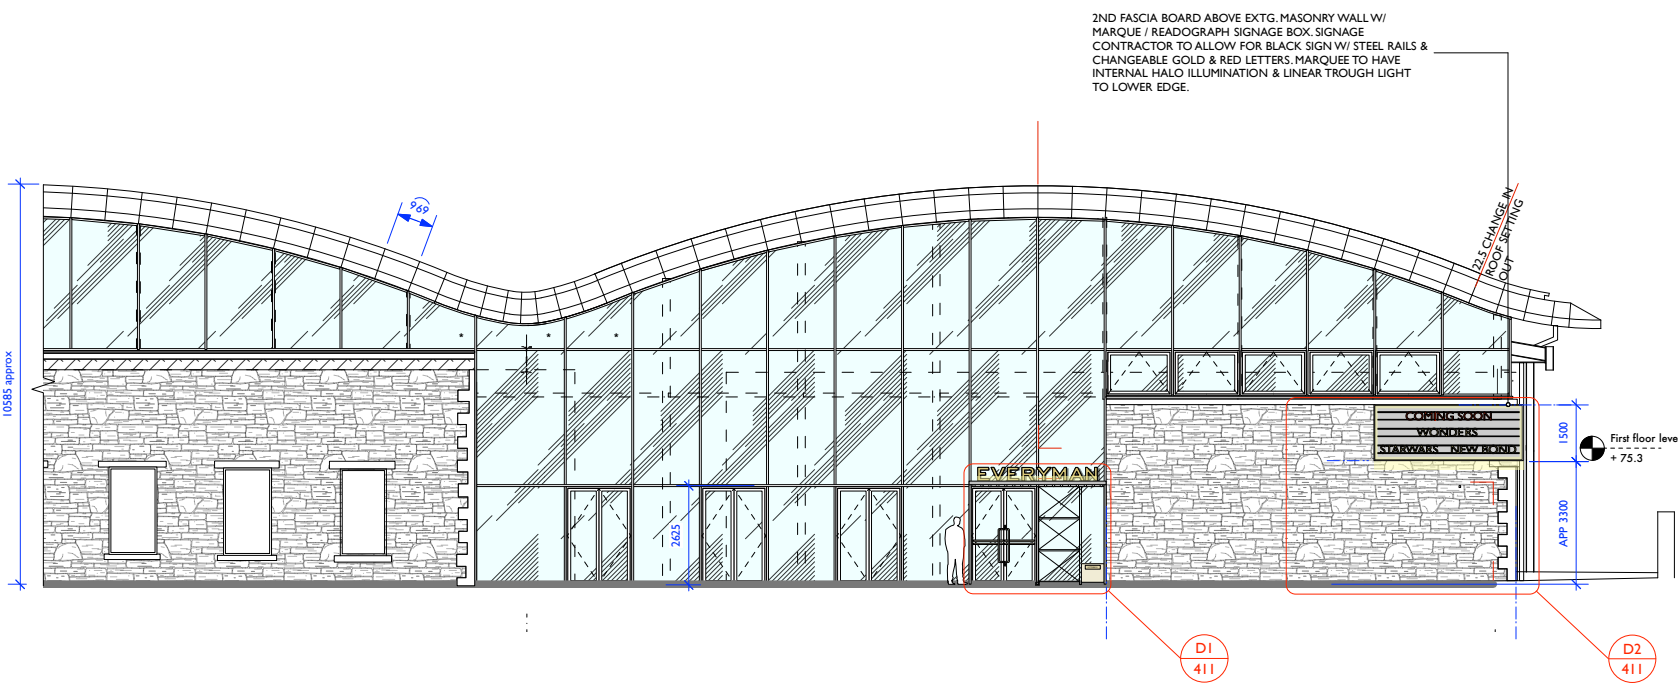 2ND FASCIA BOARD ABOVE EXTG. MASONRY WALL W/
MARQUE / READOGRAPH SIGNAGE BOX. SIGNAGE
CONTRACTOR TO ALLOW FOR BLACK SIGN W/ STEEL RAILS &
CHANGEABLE GOLD & RED LETTERS. MARQUEE TO HAVE
INTERNAL HALO ILLUMINATION & LINEAR TROUGH LIGHT
TO LOWER EDGE.
969
22.5 CHANGE IN
ROOF SETTING
OUT
10585 approx
COMING SOON
WONDERS
STARWARS NEW BOND
1500
First floor leve
+ 75.3
EVERYMAN
2625
APP 3300
D1
411
D2
411